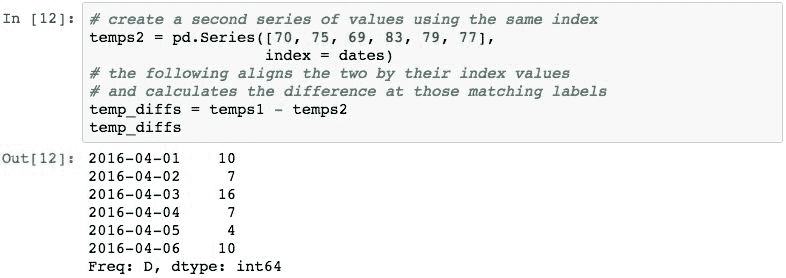 In [12]: # create a second series of values using the same index
temps2 = pd.Series([70, 75, 69, 83, 79, 77],
                   index = dates)
# the following aligns the two by their index values
# and calculates the difference at those matching labels
temp_diffs = temps1 - temps2
temp_diffs
Out[12]: 2016-04-01    10
2016-04-02     7
2016-04-03    16
2016-04-04     7
2016-04-05     4
2016-04-06    10
Freq: D, dtype: int64